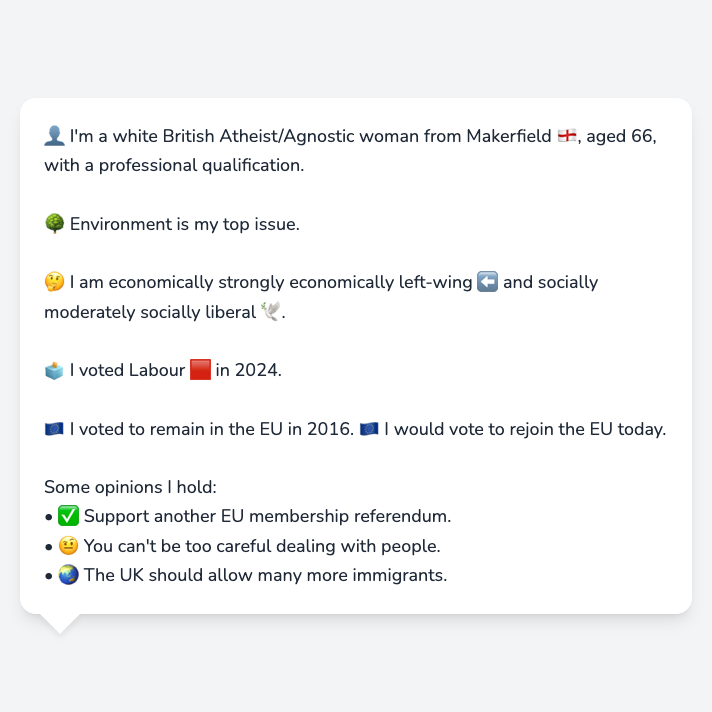 👤 I'm a white British Atheist/Agnostic woman from Makerfield 🏴󠁧󠁢󠁥󠁮󠁧󠁿, aged 66,
with a professional qualification.
🌳 Environment is my top issue.
🤔 I am economically strongly economically left-wing ⬅️ and socially
moderately socially liberal 🕊️.
🗳️ I voted Labour 🟥 in 2024.
🇪🇺 I voted to remain in the EU in 2016. 🇪🇺 I would vote to rejoin the EU today.
Some opinions I hold:
• ✅ Support another EU membership referendum.
• 🤨 You can't be too careful dealing with people.
• 🌏 The UK should allow many more immigrants.